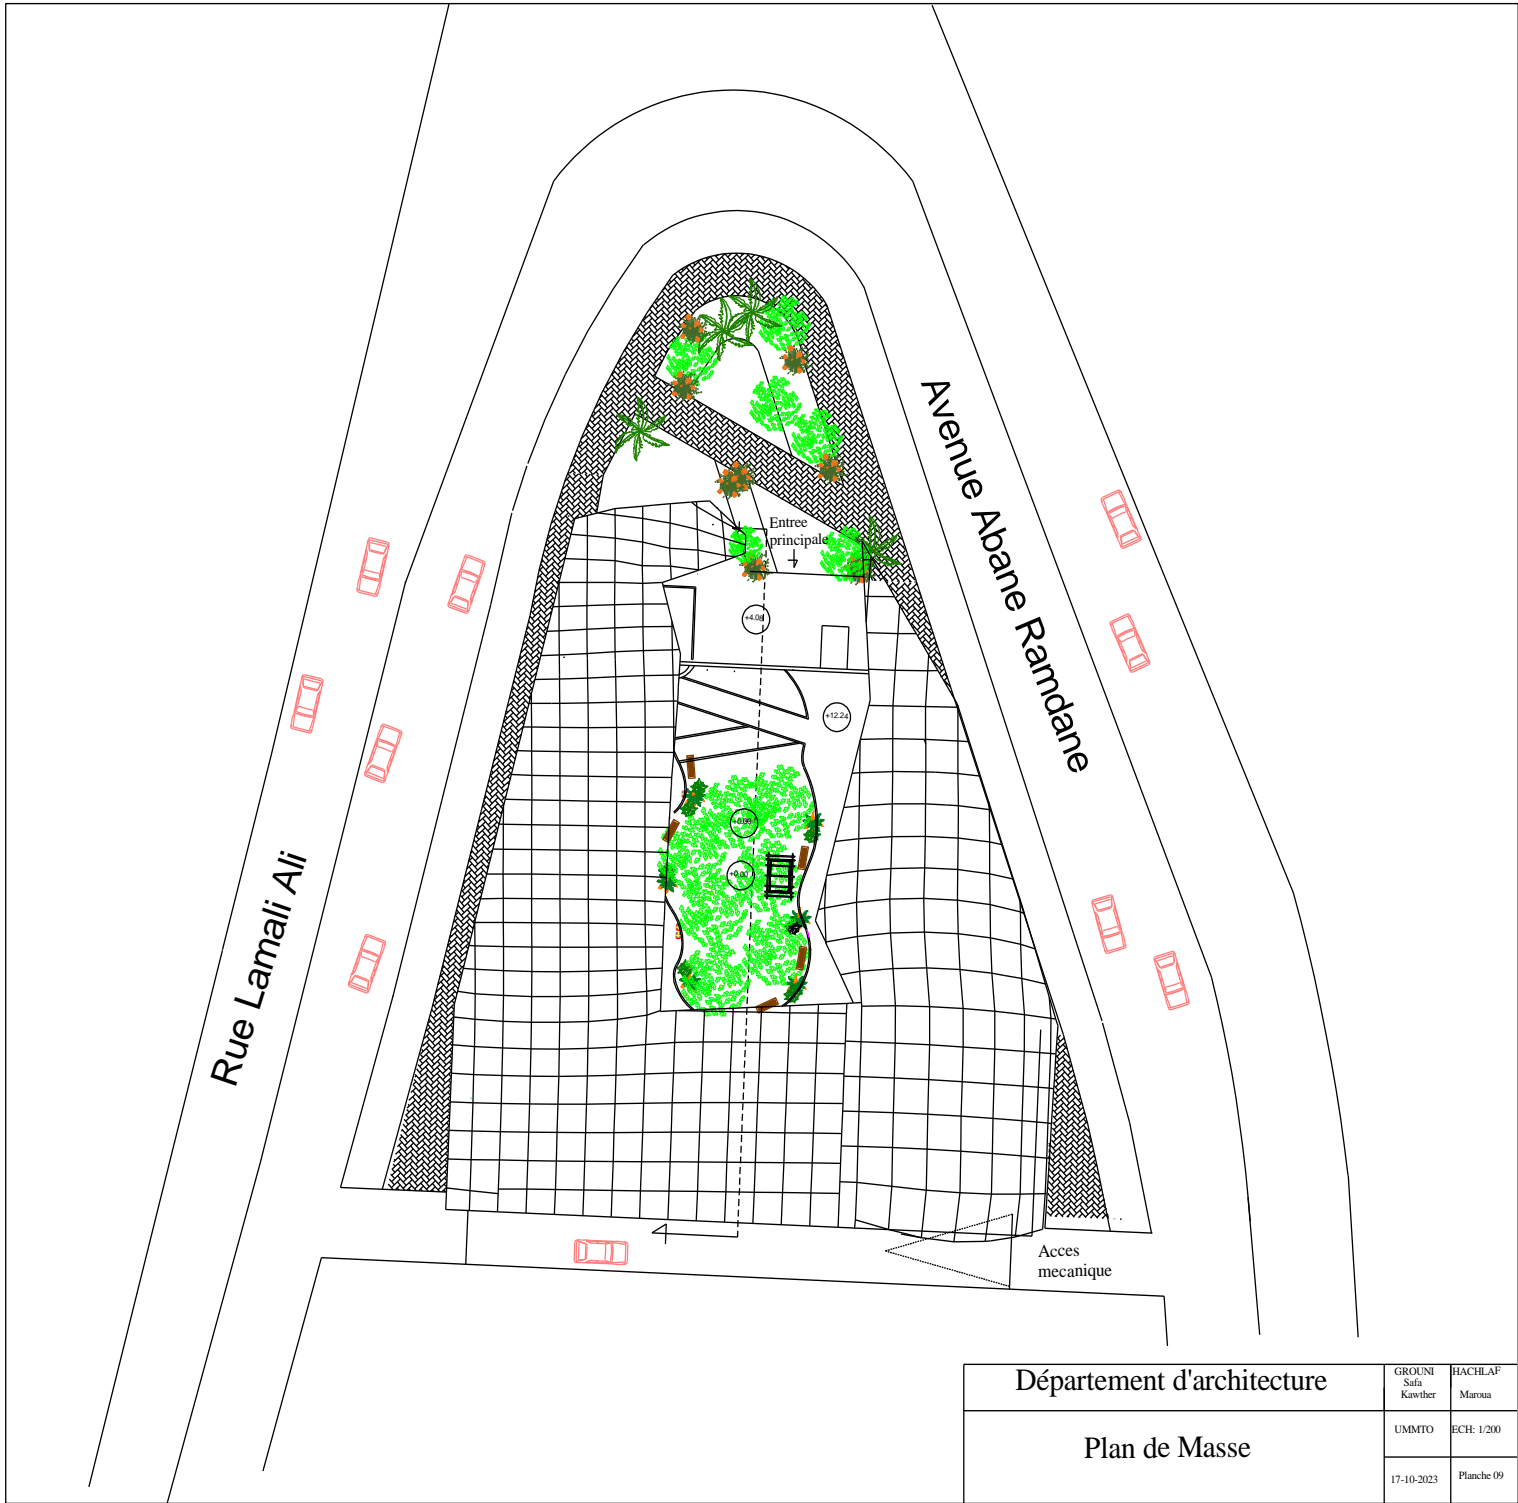 Entree
principale
+4.08
+12.24
+0.00
Avenue Abane Ramdane
Rue Lamali Ali
Acces
mecanique
Département d'architecture
GROUNI
Safa
Kawther
HACHLAF
Maroua
Plan de Masse
UMMTO
ECH: 1/200
17-10-2023
Planche 09